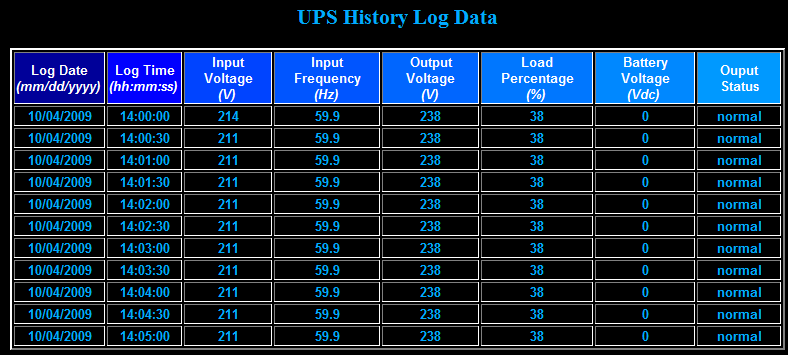 UPS History Log Data
Log Date Log Time Input Input Output Load Battery Ouput
(mm/dd/yyyy) (hh:mm:ss) Voltage Frequency Voltage Percentage Voltage Status
(V) (Hz) (V) (%) (Vdc)
10/04/2009 14:00:00 214 59.9 238 38 0 normal
10/04/2009 14:00:30 211 59.9 238 38 0 normal
10/04/2009 14:01:00 211 59.9 238 38 0 normal
10/04/2009 14:01:30 211 59.9 238 38 0 normal
10/04/2009 14:02:00 211 59.9 238 38 0 normal
10/04/2009 14:02:30 211 59.9 238 38 0 normal
10/04/2009 14:03:00 211 59.9 238 38 0 normal
10/04/2009 14:03:30 211 59.9 238 38 0 normal
10/04/2009 14:04:00 211 59.9 238 38 0 normal
10/04/2009 14:04:30 211 59.9 238 38 0 normal
10/04/2009 14:05:00 211 59.9 238 38 0 normal